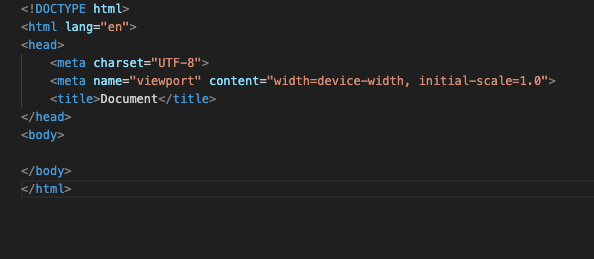 <!DOCTYPE html>
<html lang="en">
<head>
    <meta charset="UTF-8">
    <meta name="viewport" content="width=device-width, initial-scale=1.0">
    <title>Document</title>
</head>
<body>

</body>
</html>